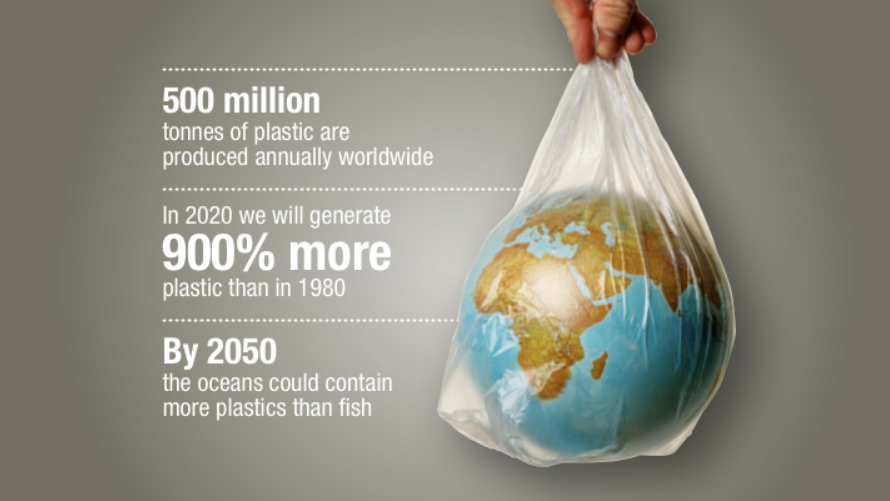 500 million
tonnes of plastic are
produced annually worldwide
In 2020 we will generate
900% more
plastic than in 1980
By 2050
the oceans could contain
more plastics than fish